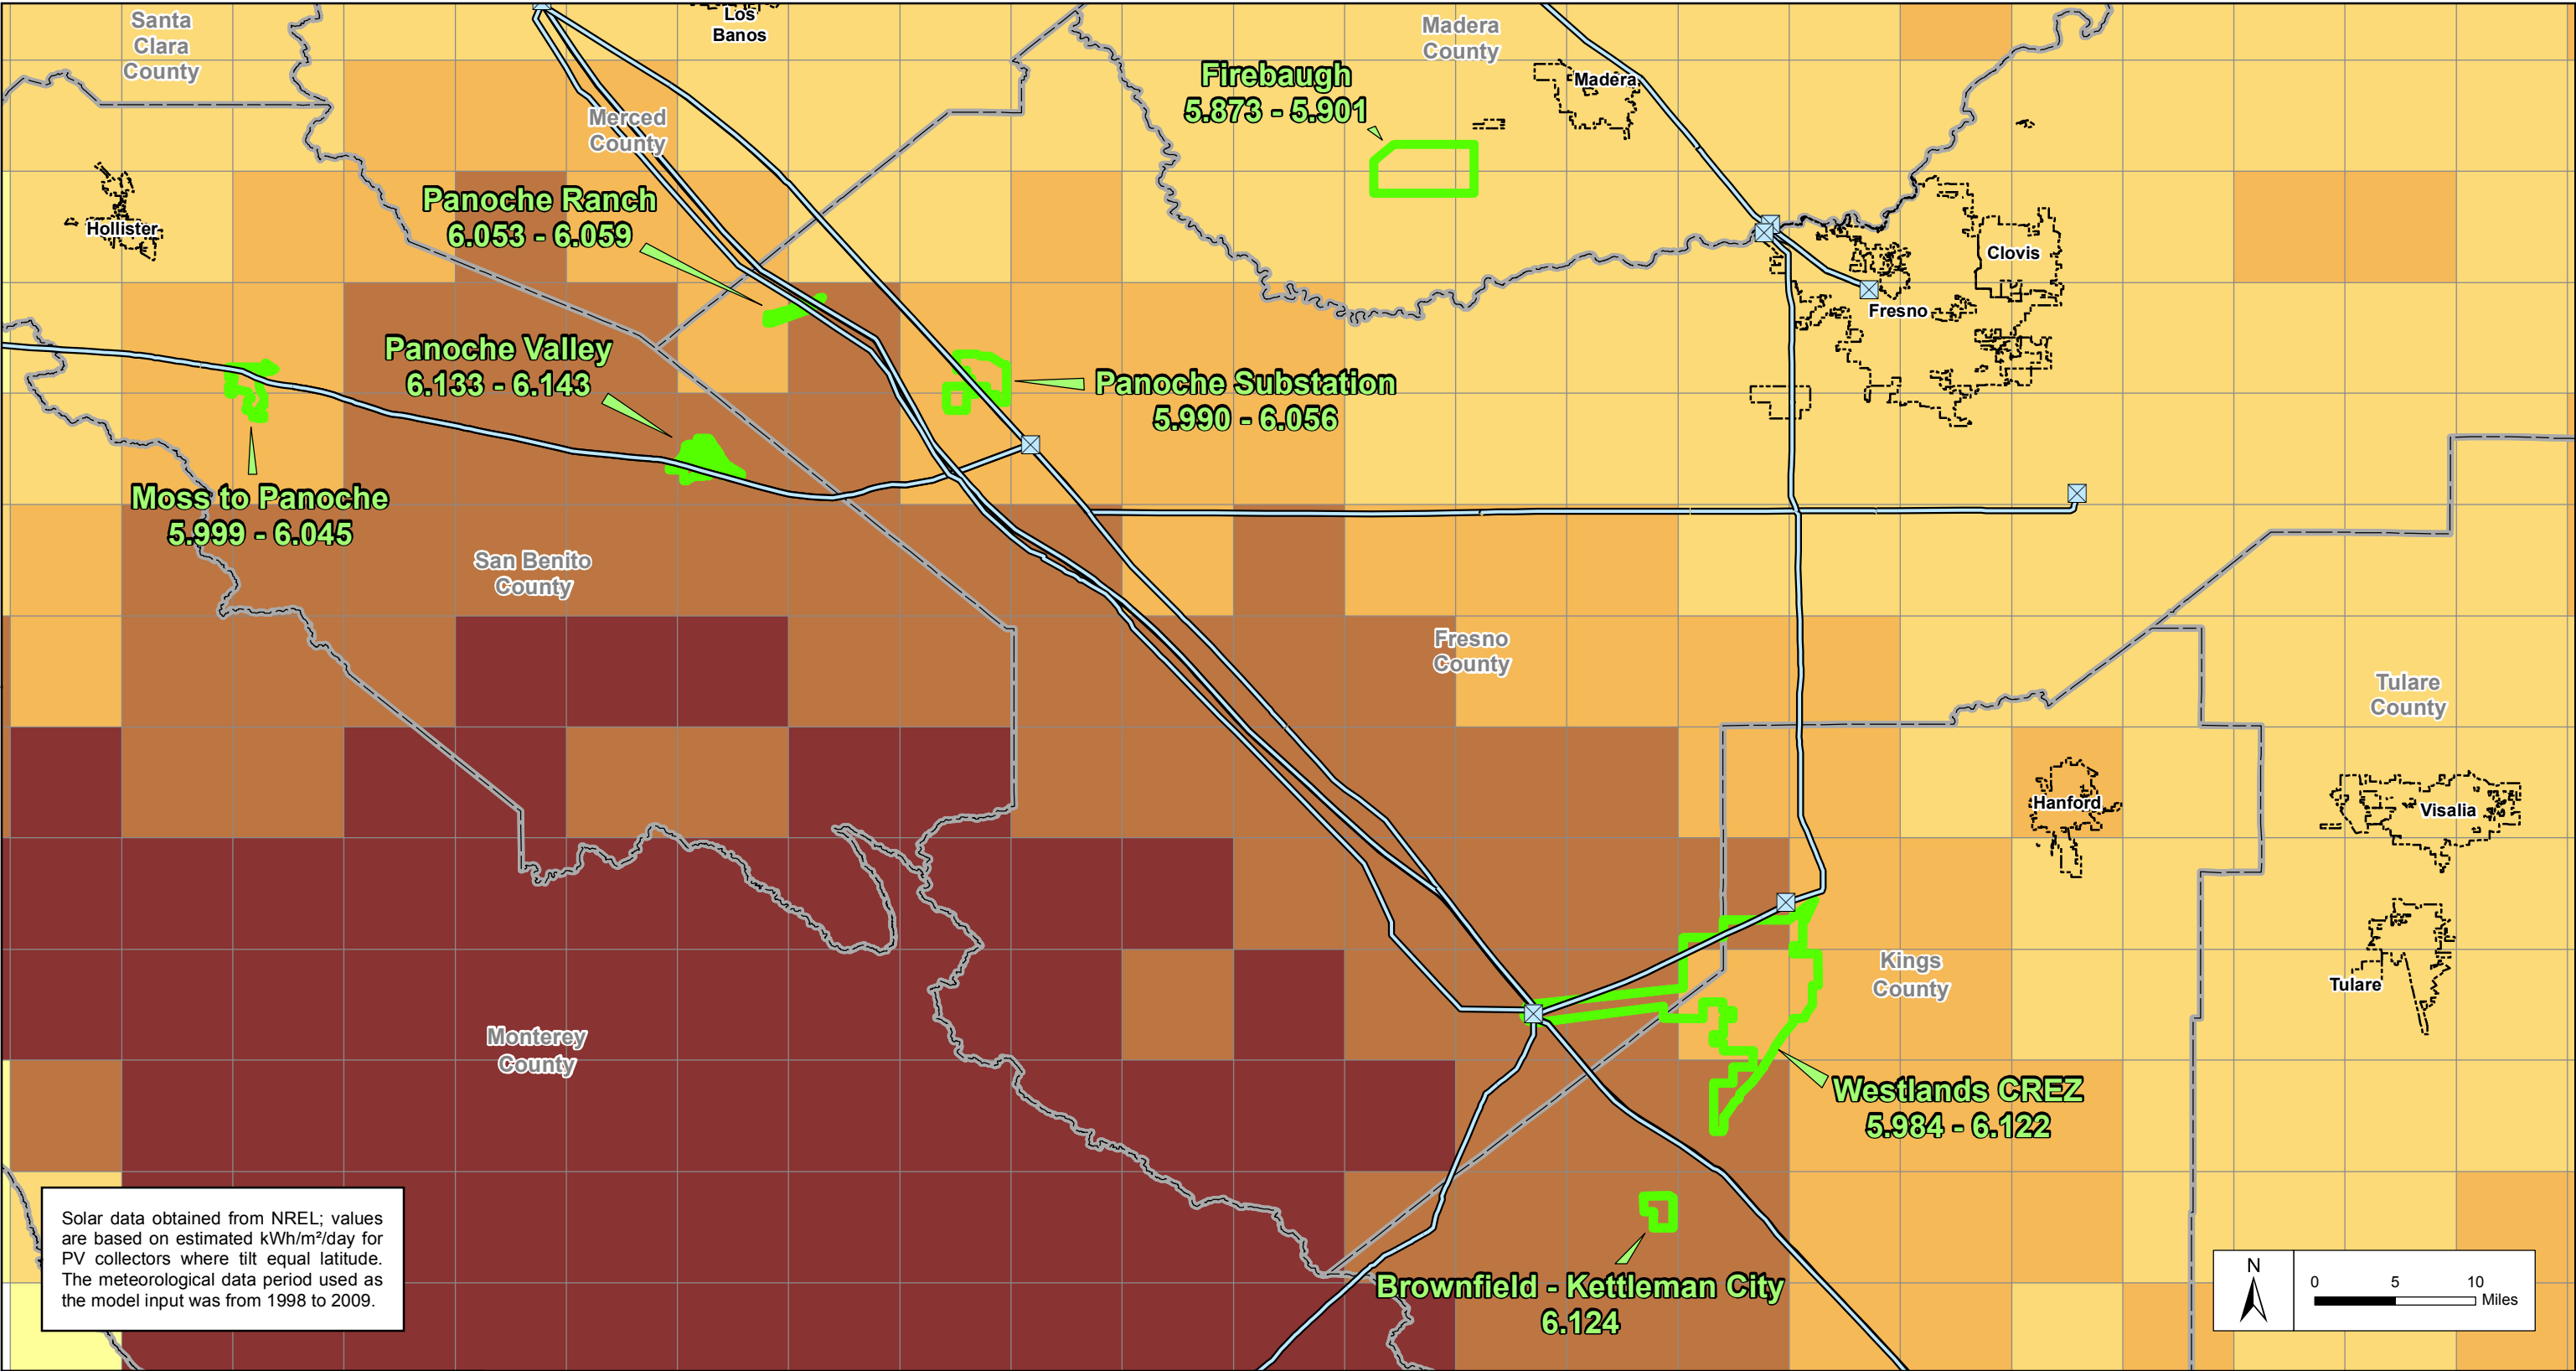 Santa
Clara
County
Los
Banos
Madera
County
Firebaugh
5.873 - 5.901
Madera
Merced
County
Panoche Ranch
6.053 - 6.059
Hollister
Clovis
Fresno
Panoche Valley
6.133 - 6.143
Panoche Substation
5.990 - 6.056
Moss to Panoche
5.999 - 6.045
San Benito
County
Fresno
County
Tulare
County
Hanford
Visalia
Kings
County
Tulare
Monterey
County
Westlands CREZ
5.984 - 6.122
Brownfield - Kettleman City
6.124
Solar data obtained from NREL; values
are based on estimated kWh/m²/day for
PV collectors where tilt equal latitude.
The meteorological data period used as
the model input was from 1998 to 2009.
N
0 5 10
Miles